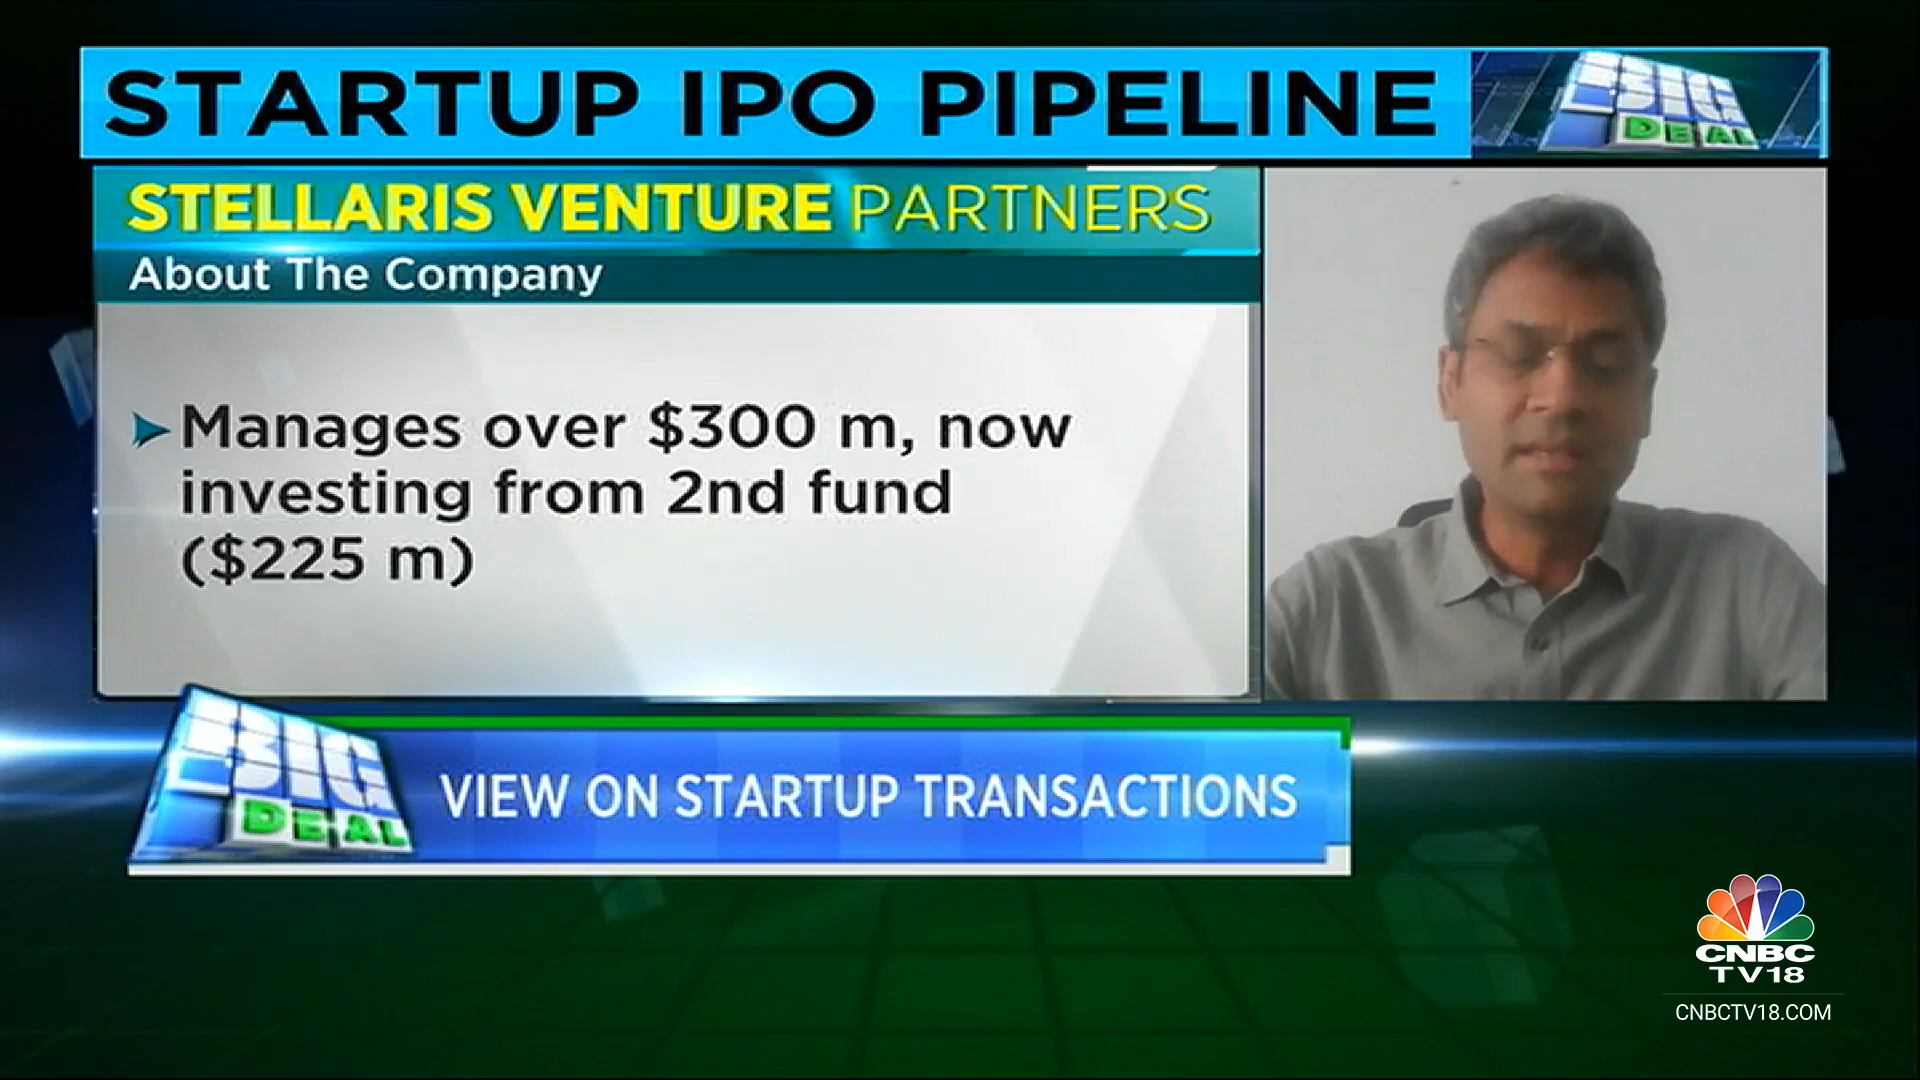 STARTUP IPO PIPELINE
BIG
DEAL
STELLARIS VENTURE PARTNERS
About The Company
Manages over $300 m, now
investing from 2nd fund
($225 m)
BIG
DEAL
VIEW ON STARTUP TRANSACTIONS
CNBC
TV18
CNBCTV18.COM